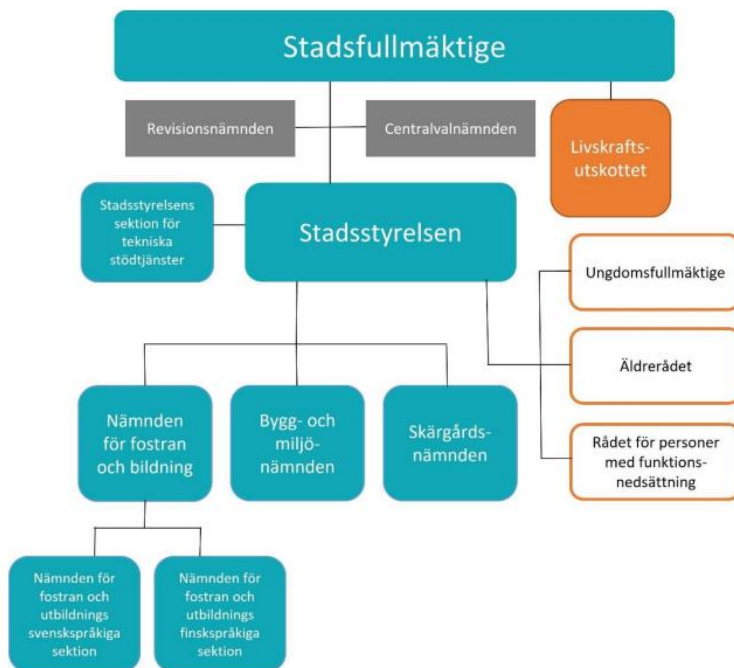 Stadsfullmäktige
Revisionsnämnden
Centralvalnämnden
Livskrafts-
utskottet
Stadsstyrelsens
sektion för
tekniska
stödtjänster
Stadsstyrelsen
Ungdomsfullmäktige
Äldrerådet
Rådet för personer
med funktions-
nedsättning
Nämnden
för fostran
och bildning
Bygg- och
miljö-
nämnden
Skärgårds-
nämnden
Nämnden för
fostran och
utbildnings
svenskspråkiga
sektion
Nämnden för
fostran och
utbildnings
finskspråkiga
sektion